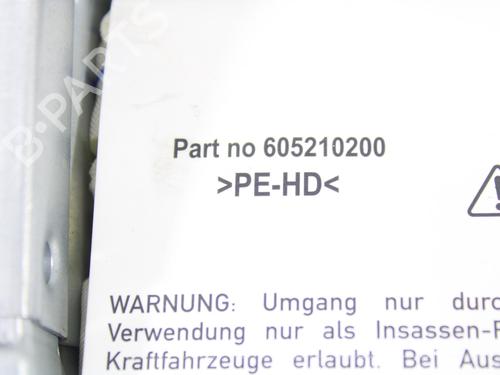 B-PARTS
Part no 605210200
>PE-HD<
WARNUNG: Umgang nur durc
Verwendung nur als Insassen-
Kraftfahrzeuge erlaubt. Bei Aus